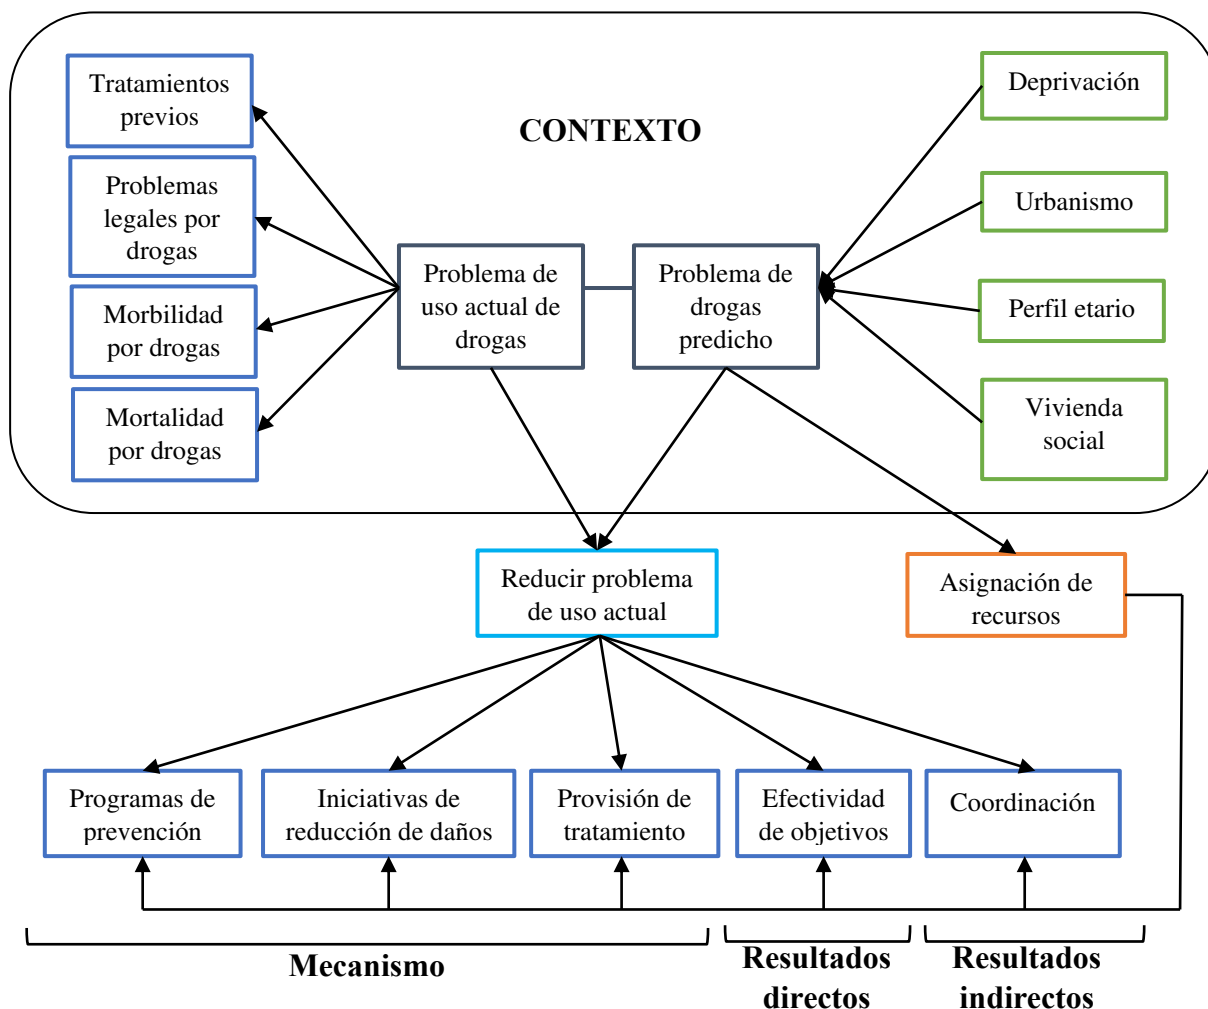 Tratamientos
previos
CONTEXTO
Deprivación
Problemas
legales por
drogas
Urbanismo
Problema de
uso actual de
drogas
Problema de
drogas
predicho
Morbilidad
por drogas
Perfil etario
Mortalidad
por drogas
Vivienda
social
Reducir problema
de uso actual
Asignación de
recursos
Programas de
prevención
Iniciativas de
reducción de daños
Provisión de
tratamiento
Efectividad
de objetivos
Coordinación
Mecanismo
Resultados
directos
Resultados
indirectos